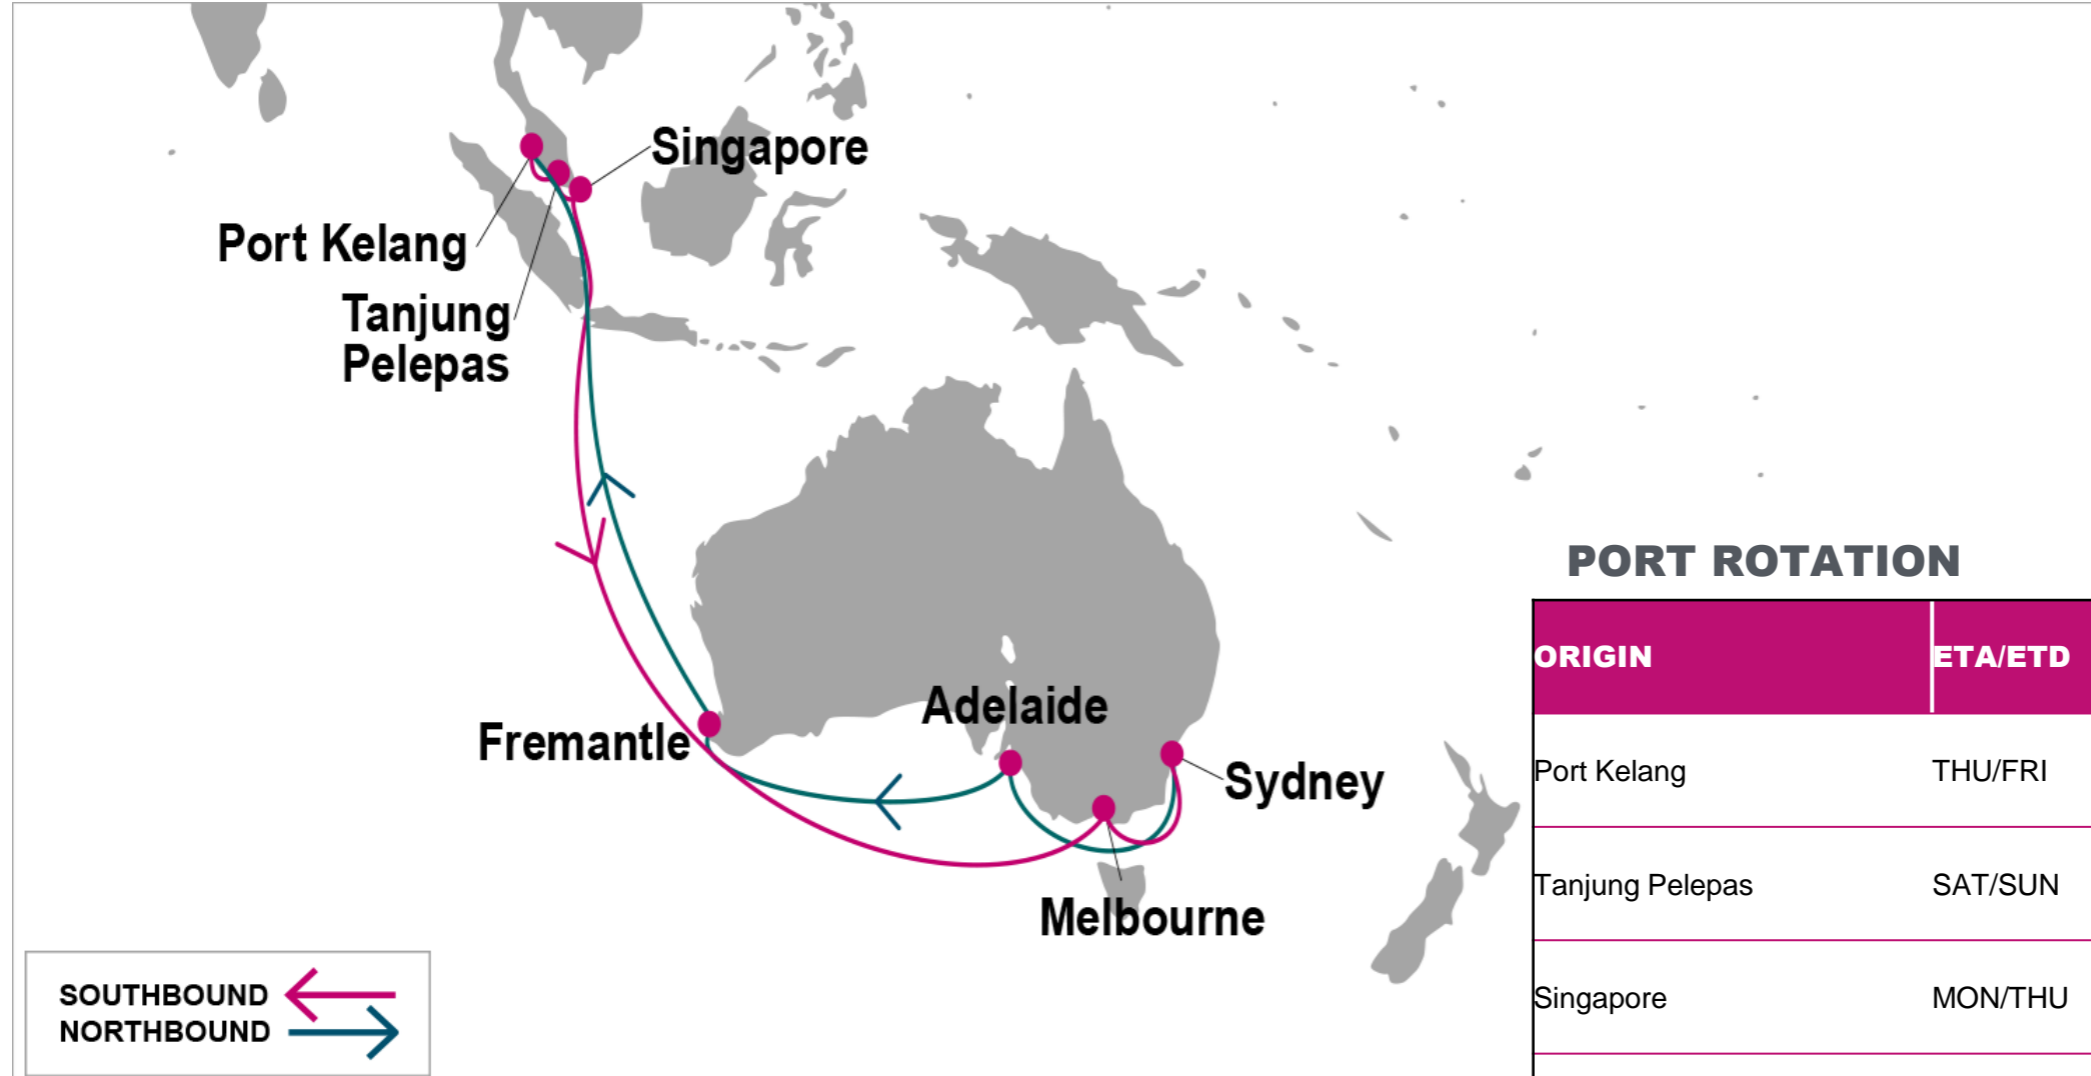 Singapore
Port Kelang
Tanjung
Pelepas
Fremantle
Adelaide
Sydney
Melbourne
SOUTHBOUND
NORTHBOUND
PORT ROTATION
ORIGIN ETA/ETD
Port Kelang THU/FRI
Tanjung Pelepas SAT/SUN
Singapore MON/THU